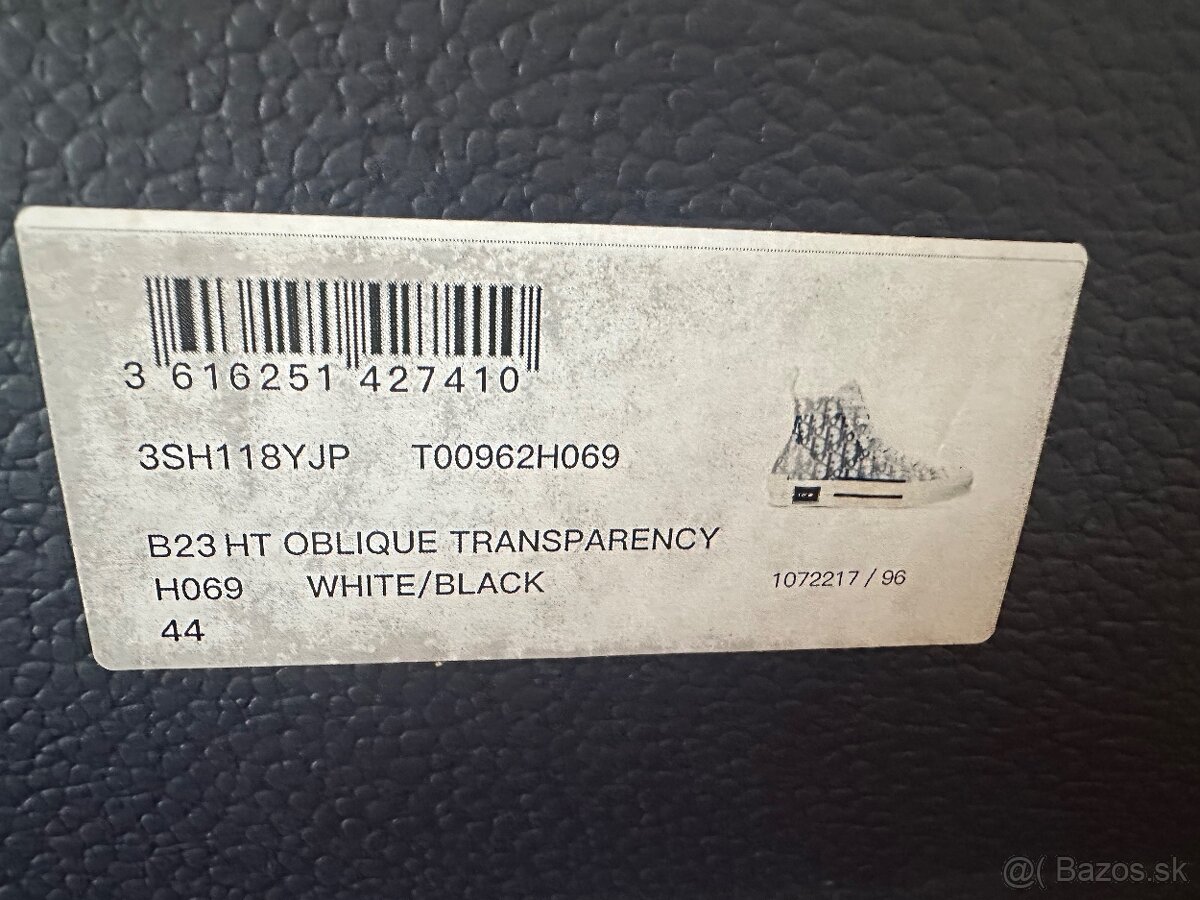 3 616251 427410
3SH118YJP T00962H069
B23 HT OBLIQUE TRANSPARENCY
H069 WHITE/BLACK
44
1072217 / 96
@( Bazos.sk